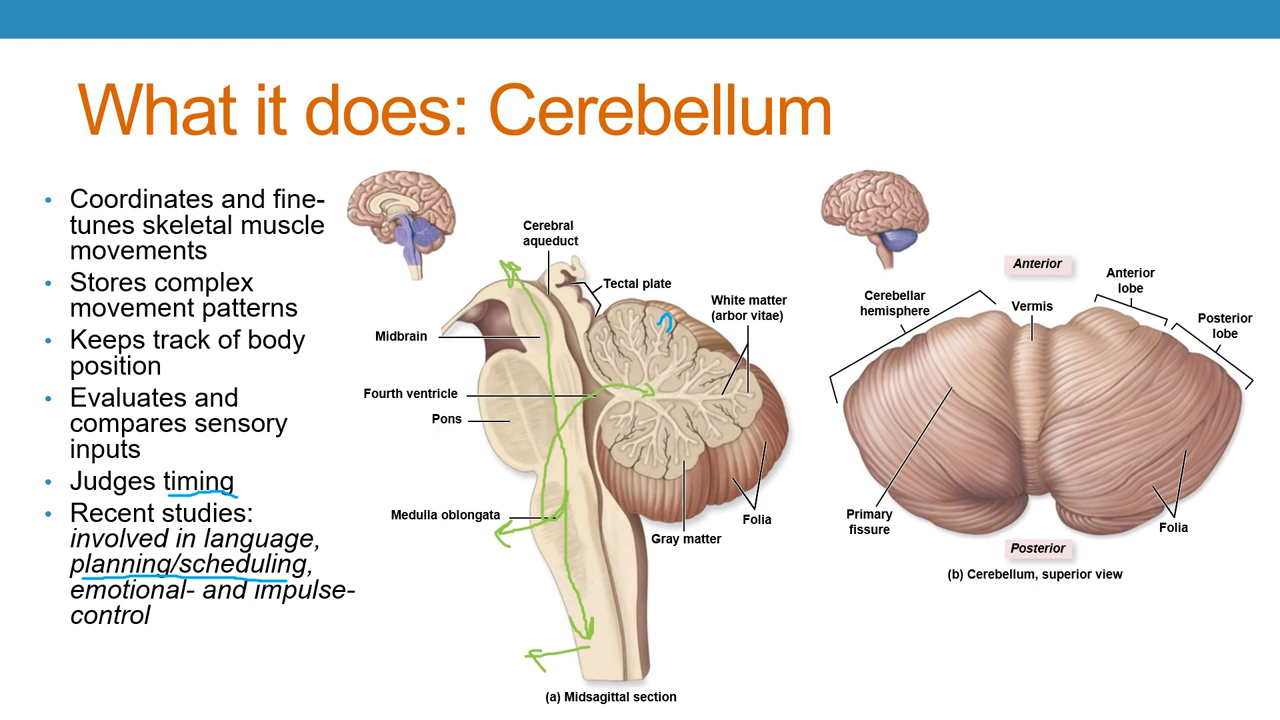 What it does: Cerebellum
• Coordinates and fine-
tunes skeletal muscle
movements
• Stores complex
movement patterns
• Keeps track of body
position
• Evaluates and
compares sensory
inputs
• Judges timing
• Recent studies:
involved in language,
planning/scheduling,
emotional- and impulse-
control
Cerebral
aqueduct
Tectal plate
White matter
(arbor vitae)
Midbrain
Fourth ventricle
Pons
Medulla oblongata
Gray matter
Folia
(a) Midsagittal section
Anterior
Cerebellar
hemisphere
Vermis
Anterior
lobe
Posterior
lobe
Primary
fissure
Folia
Posterior
(b) Cerebellum, superior view